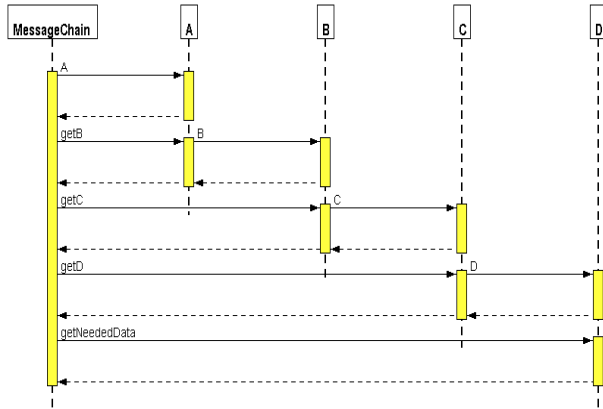 MessageChain A B C D
A
getB B
getC C
getD D
getNeededData